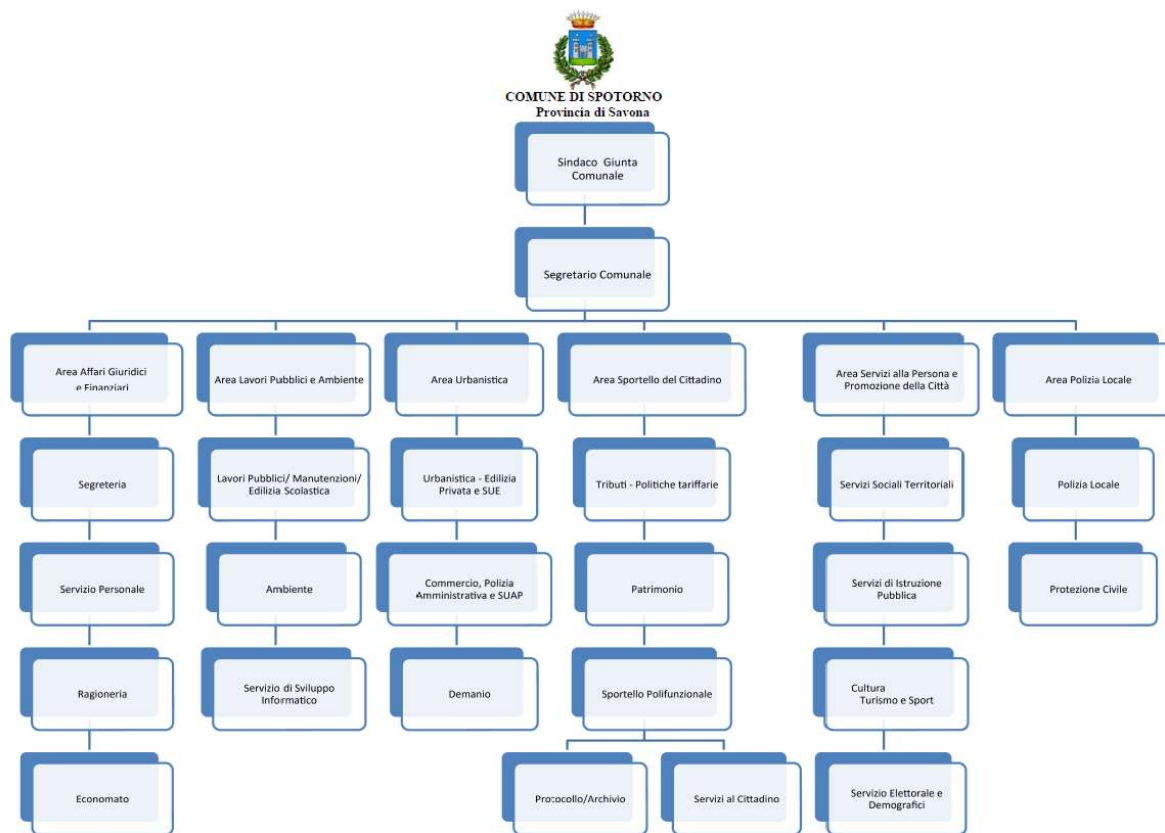 COMUNE DI SPOTORNO
Provincia di Savona
Sindaco Giunta
Comunale
Segretario Comunale
Area Affari Giuridici
e Finanziari
Area Lavori Pubblici e Ambiente
Area Urbanistica
Area Sportello del Cittadino
Area Servizi alla Persona e
Promozione della Città
Area Polizia Locale
Segreteria
Lavori Pubblici/ Manutenzioni/
Edilizia Scolastica
Urbanistica - Edilizia
Privata e SUE
Tributi - Politiche tariffarie
Servizi Sociali Territoriali
Polizia Locale
Servizio Personale
Ambiente
Commercio, Polizia
Amministrativa e SUAP
Patrimonio
Servizi di Istruzione
Pubblica
Protezione Civile
Ragioneria
Servizio di Sviluppo
Informatico
Demanio
Sportello Polifunzionale
Cultura
Turismo e Sport
Economato
Protocollo/Archivio
Servizi al Cittadino
Servizio Elettorale e
Demografici